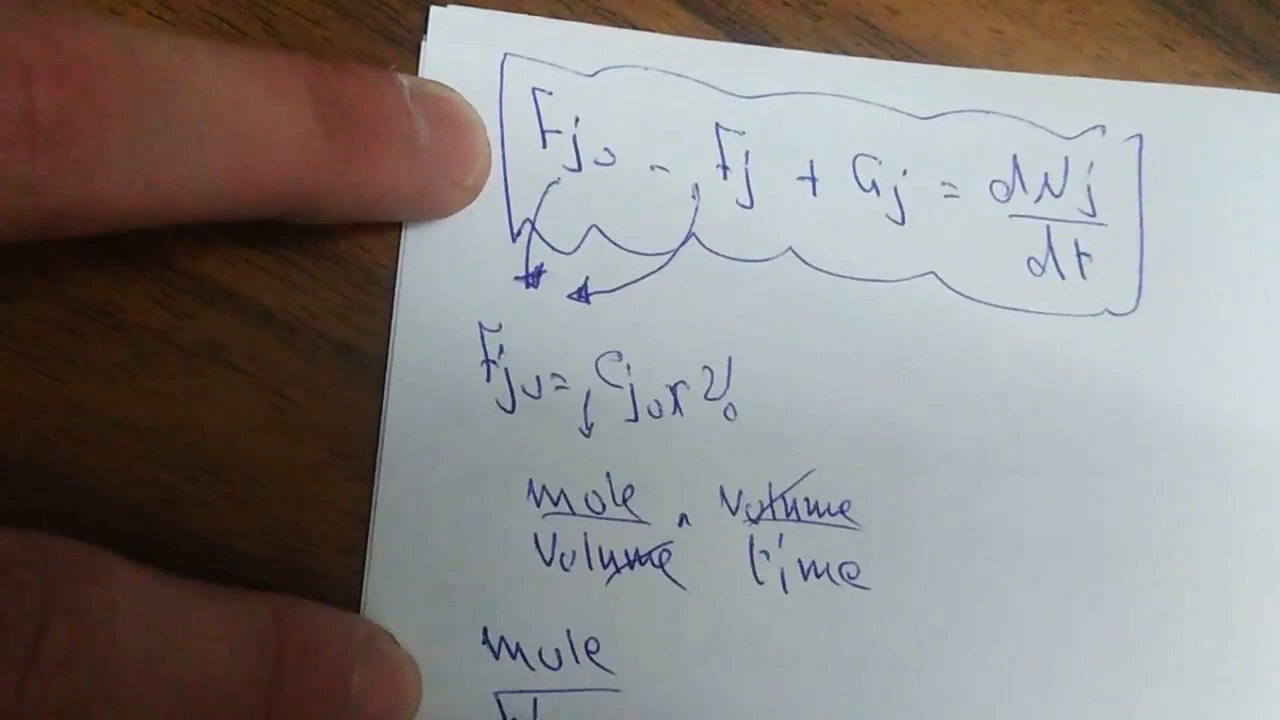 Fj0 - Fj + Gj = dNj
dt
Fj0 = Cj0 x V0
mole . volume
volume time
mole